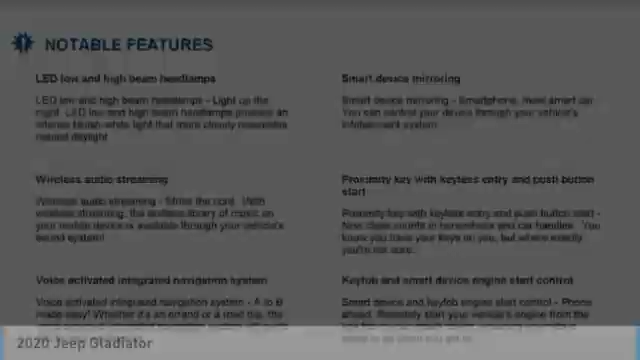 NOTABLE FEATURES
LED low and high beam headlamps
LED low and high beam headlamps - Light up the
night. LED low and high beam headlamps provide an
intense bluish-white light that more closely resembles
natural daylight.
Smart device mirroring
Smart device mirroring - Smartphone, meet smart car.
You can control your device through your vehicle's
infotainment system.
Wireless audio streaming
Wireless audio streaming - the cord. With
wireless streaming, the endless library of music on
your mobile device is available through your vehicle's
sound system!
Proximity key with keyless entry and push button
start
Proximity key with keyless entry and push button start -
Now close counts in horseshoes and car handles. You
know you have your keys on you, but where exactly
you're not sure.
Voice activated integrated navigation system
Voice activated integrated navigation system - A to B
made easy! Whether it's an errand or a road trip, the
Keyfob and smart device engine start control
Smart device and keyfob engine start control - Phone
ahead. Remotely start your vehicle's engine from the
2020 Jeep Gladiator